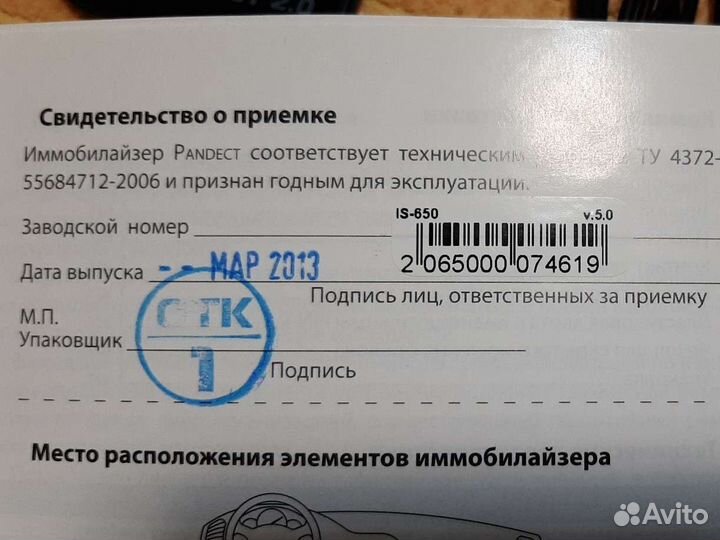 2.0
Свидетельство о приемке
Иммобилайзер PANDECT соответствует техническим ТУ 4372-
55684712-2006 и признан годным для эксплуатации.
IS-650 v.5.0
Заводской номер
2 065000 074619
Дата выпуска -- МАР 2013
Подпись лиц, ответственных за приемку
М.П.
ОТК
Упаковщик
1
Подпись
Место расположения элементов иммобилайзера
Avito